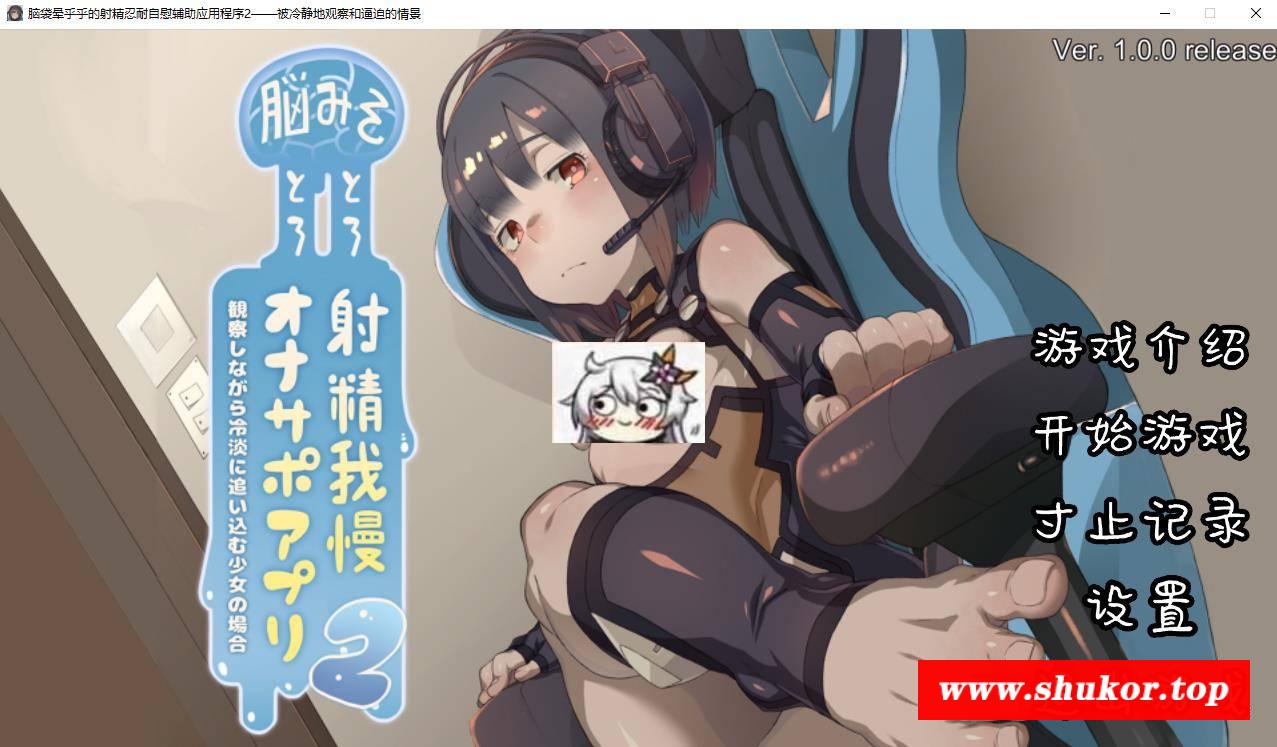 脑袋晕乎乎的射精忍耐自慰辅助应用程序2——被冷静地观察和逼迫的情景
Ver. 1.0.0 release
脳みそ
とろとろ
射精我慢
オナサポアプリ
2
観察しながら冷淡に追い込む少女の場合
游戏介绍
开始游戏
寸止记录
设置
www.shukor.top